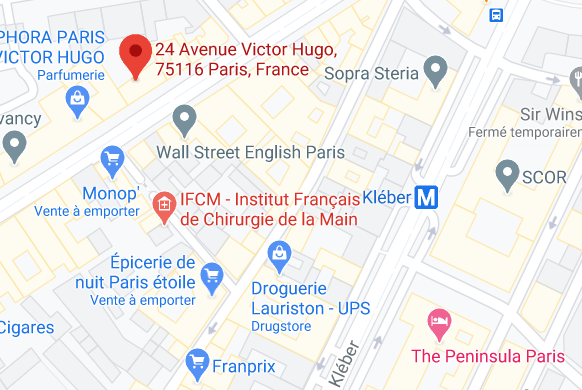 PHORA PARIS
VICTOR HUGO
Parfumerie
24 Avenue Victor Hugo,
75116 Paris, France
Sopra Steria
Sir Wins
Fermé temporairer
vancy
Wall Street English Paris
Monop'
Vente à emporter
IFCM - Institut Français
de Chirurgie de la Main
Kléber
M
SCOR
Épicerie de
nuit Paris étoile
Vente à emporter
Droguerie
Lauriston - UPS
Drugstore
Cigares
Franprix
Kléber
The Peninsula Paris